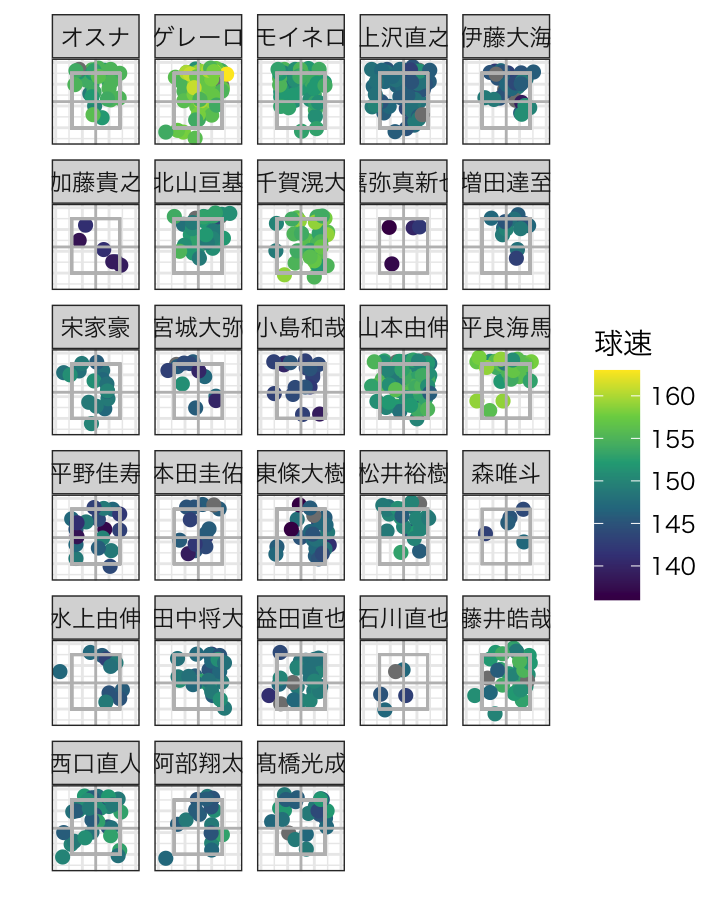 オスナ
ゲレーロ
モイネロ
上沢直之
伊藤大海
加藤貴之
北山亘基
千賀滉大
嘉弥真新也
増田達至
宋家豪
宮城大弥
小島和哉
山本由伸
平良海馬
球速
160
155
150
145
140
平野佳寿
本田圭佑
東條大樹
松井裕樹
森唯斗
水上由伸
田中将大
益田直也
石川直也
藤井皓哉
西口直人
阿部翔太
髙橋光成